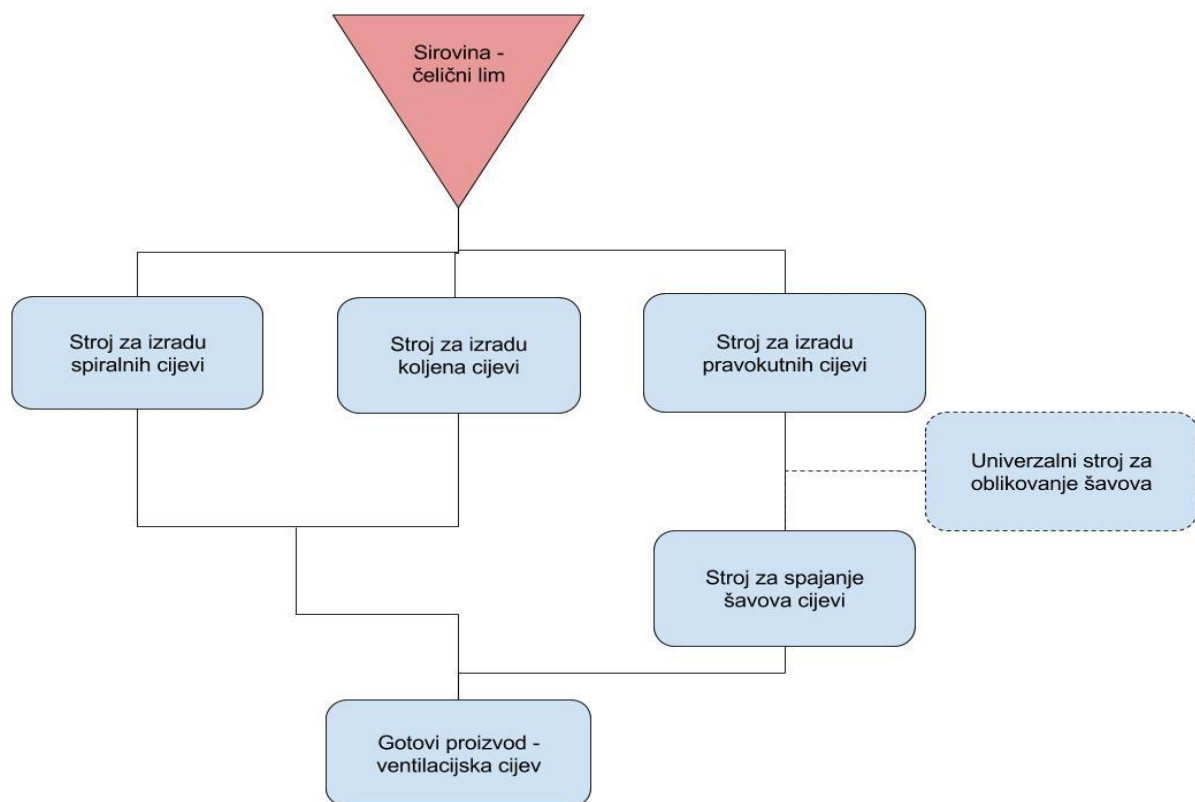 Sirovina -
čelični lim
Stroj za izradu
spiralnih cijevi
Stroj za izradu
koljena cijevi
Stroj za izradu
pravokutnih cijevi
Univerzalni stroj za
oblikovanje šavova
Stroj za spajanje
šavova cijevi
Gotovi proizvod -
ventilacijska cijev